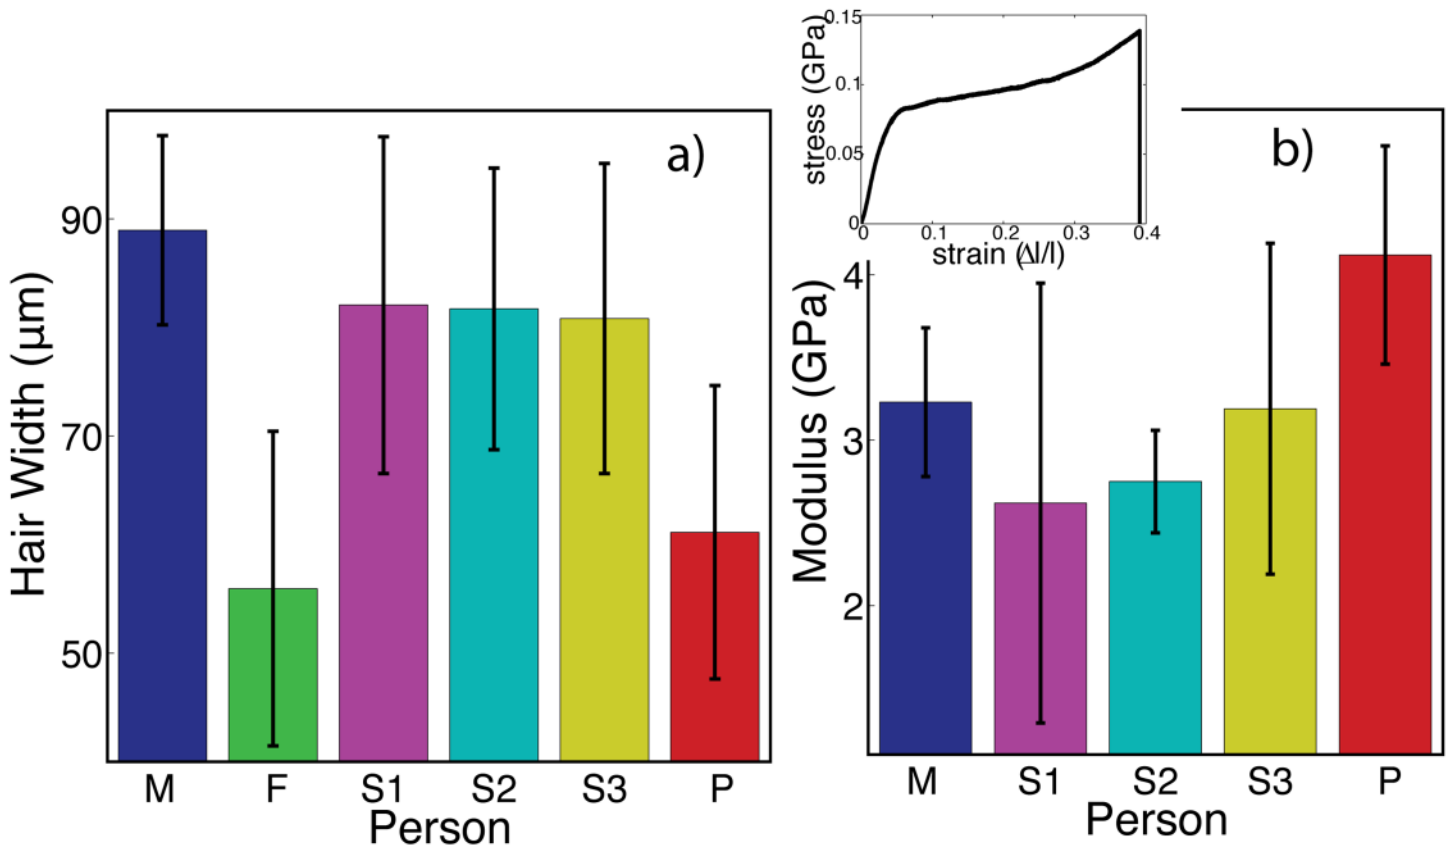 a)
Hair Width (µm)
90
70
50
M F S1 S2 S3 P
Person
stress (GPa)
0.15
0.1
0.05
0
0 0.1 0.2 0.3 0.4
strain (Δl/l)
b)
Modulus (GPa)
4
3
2
M S1 S2 S3 P
Person